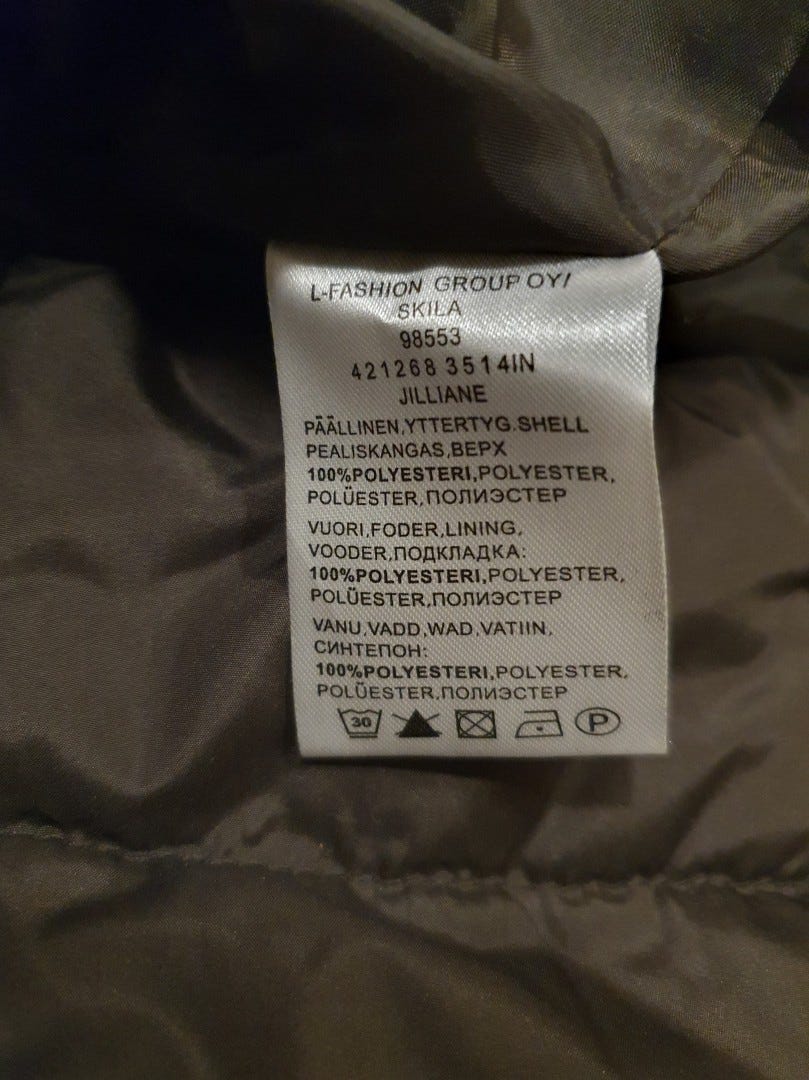 L-FASHION GROUP OY/
SKILA
98553
421268 3514IN
JILLIANE
PÄÄLLINEN,YTTERTYG.SHELL
PEALISKANGAS,ВЕРХ
100%POLYESTERI,POLYESTER,
POLÜESTER,ПОЛИЭСТЕР
VUORI,FODER,LINING,
VOODER,ПОДКЛАДКА:
100%POLYESTERI,POLYESTER,
POLÜESTER,ПОЛИЭСТЕР
VANU,VADD,WAD,VATIIN,
СИНТЕПОН:
100%POLYESTERI,POLYESTER,
POLÜESTER,ПОЛИЭСТЕР
30 P